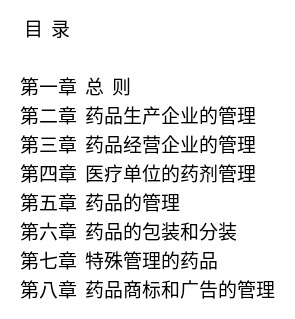 目 录
第一章 总 则
第二章 药品生产企业的管理
第三章 药品经营企业的管理
第四章 医疗单位的药剂管理
第五章 药品的管理
第六章 药品的包装和分装
第七章 特殊管理的药品
第八章 药品商标和广告的管理